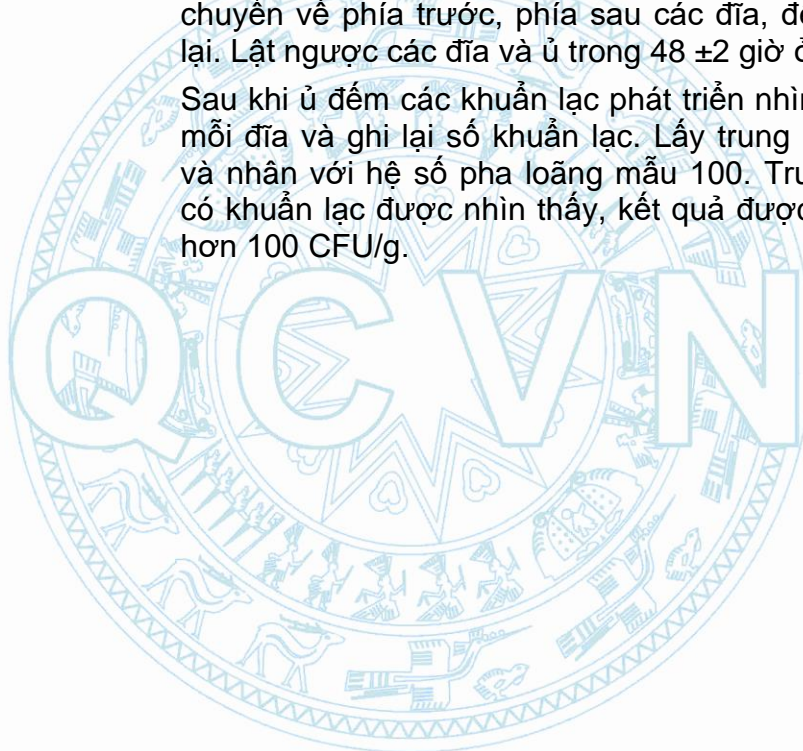 chuyển về phía trước, phía sau các đĩa,
lại. Lật ngược các đĩa và ủ trong 48 ±2 giờ
Sau khi ủ đếm các khuẩn lạc phát triển
mỗi đĩa và ghi lại số khuẩn lạc. Lấy trung
và nhân với hệ số pha loãng mẫu 100.
có khuẩn lạc được nhìn thấy, kết quả được
hơn 100 CFU/g.
QCVN